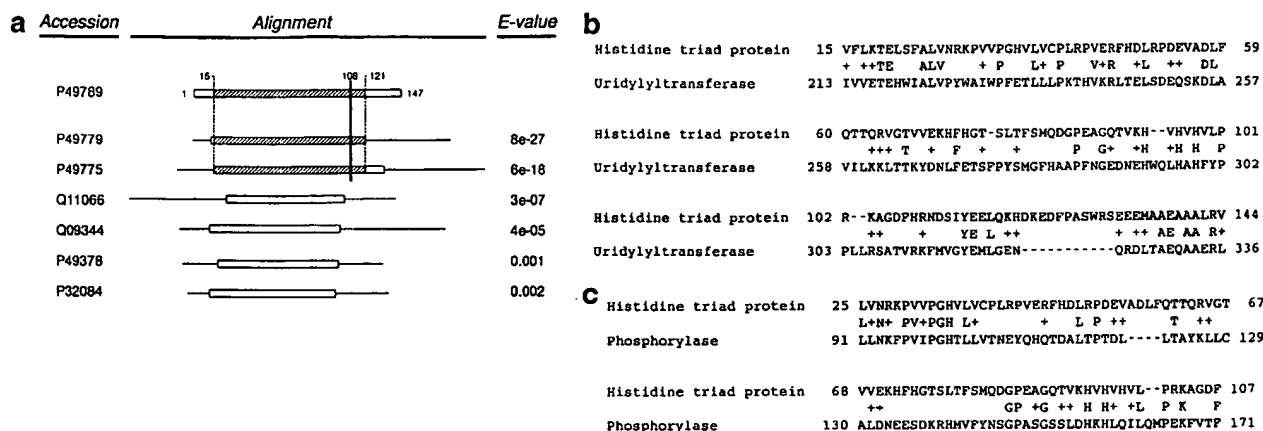 a
Accession Alignment E-value
15 108 121
P49789 1 147
P49779 8e-27
P49775 6e-18
Q11066 3e-07
Q09344 4e-05
P49378 0.001
P32084 0.002
b
Histidine triad protein 15 VFLKTELSFALVNRKPVVPGHVLVCPLRPVERFHDLRPDEVADLF 59
+ ++TE ALV + P L+ P V+R +L ++ DL
Uridylyltransferase 213 IVVETEHWIALVPYWAIWPFETLLLPKTHVKRLTELSDEQSKDLA 257
Histidine triad protein 60 QTTQRVGTVVEKHFHGT-SLTFSMQDGPEAGQTVKH--VHVHVLP 101
+++ T + F + + P G+ +H +H H P
Uridylyltransferase 258 VILKKLTTKYDNLFETSFPYSMGFHAAPFNGEDNEHWQLHAHFYP 302
Histidine triad protein 102 R--KAGDFHRNDSIYEELQKHDKEDFPASWRSEEEMAAEAAALRV 144
++ + YE L ++ + ++ AE AA R+
Uridylyltransferase 303 PLLRSATVRKFMVGYEMLGEN-----------QRDLTAEQAAERL 336
c
Histidine triad protein 25 LVNRKPVVPGHVLVCPLRPVERFHDLRPDEVADLFQTTQRVGT 67
L+N+ PV+PGH L+ + L P ++ T ++
Phosphorylase 91 LLNKFPVIPGHTLLVTNEYQHQTDALTPTDL----LTAYKLLC 129
Histidine triad protein 68 VVEKHFHGTSLTFSMQDGPEAGQTVKHVHVHVL--PRKAGDF 107
++ GP +G ++ H H+ +L P K F
Phosphorylase 130 ALDNEESDKRHMVFYNSGPASGSSLDHKHLQILQMPEKFVTF 171